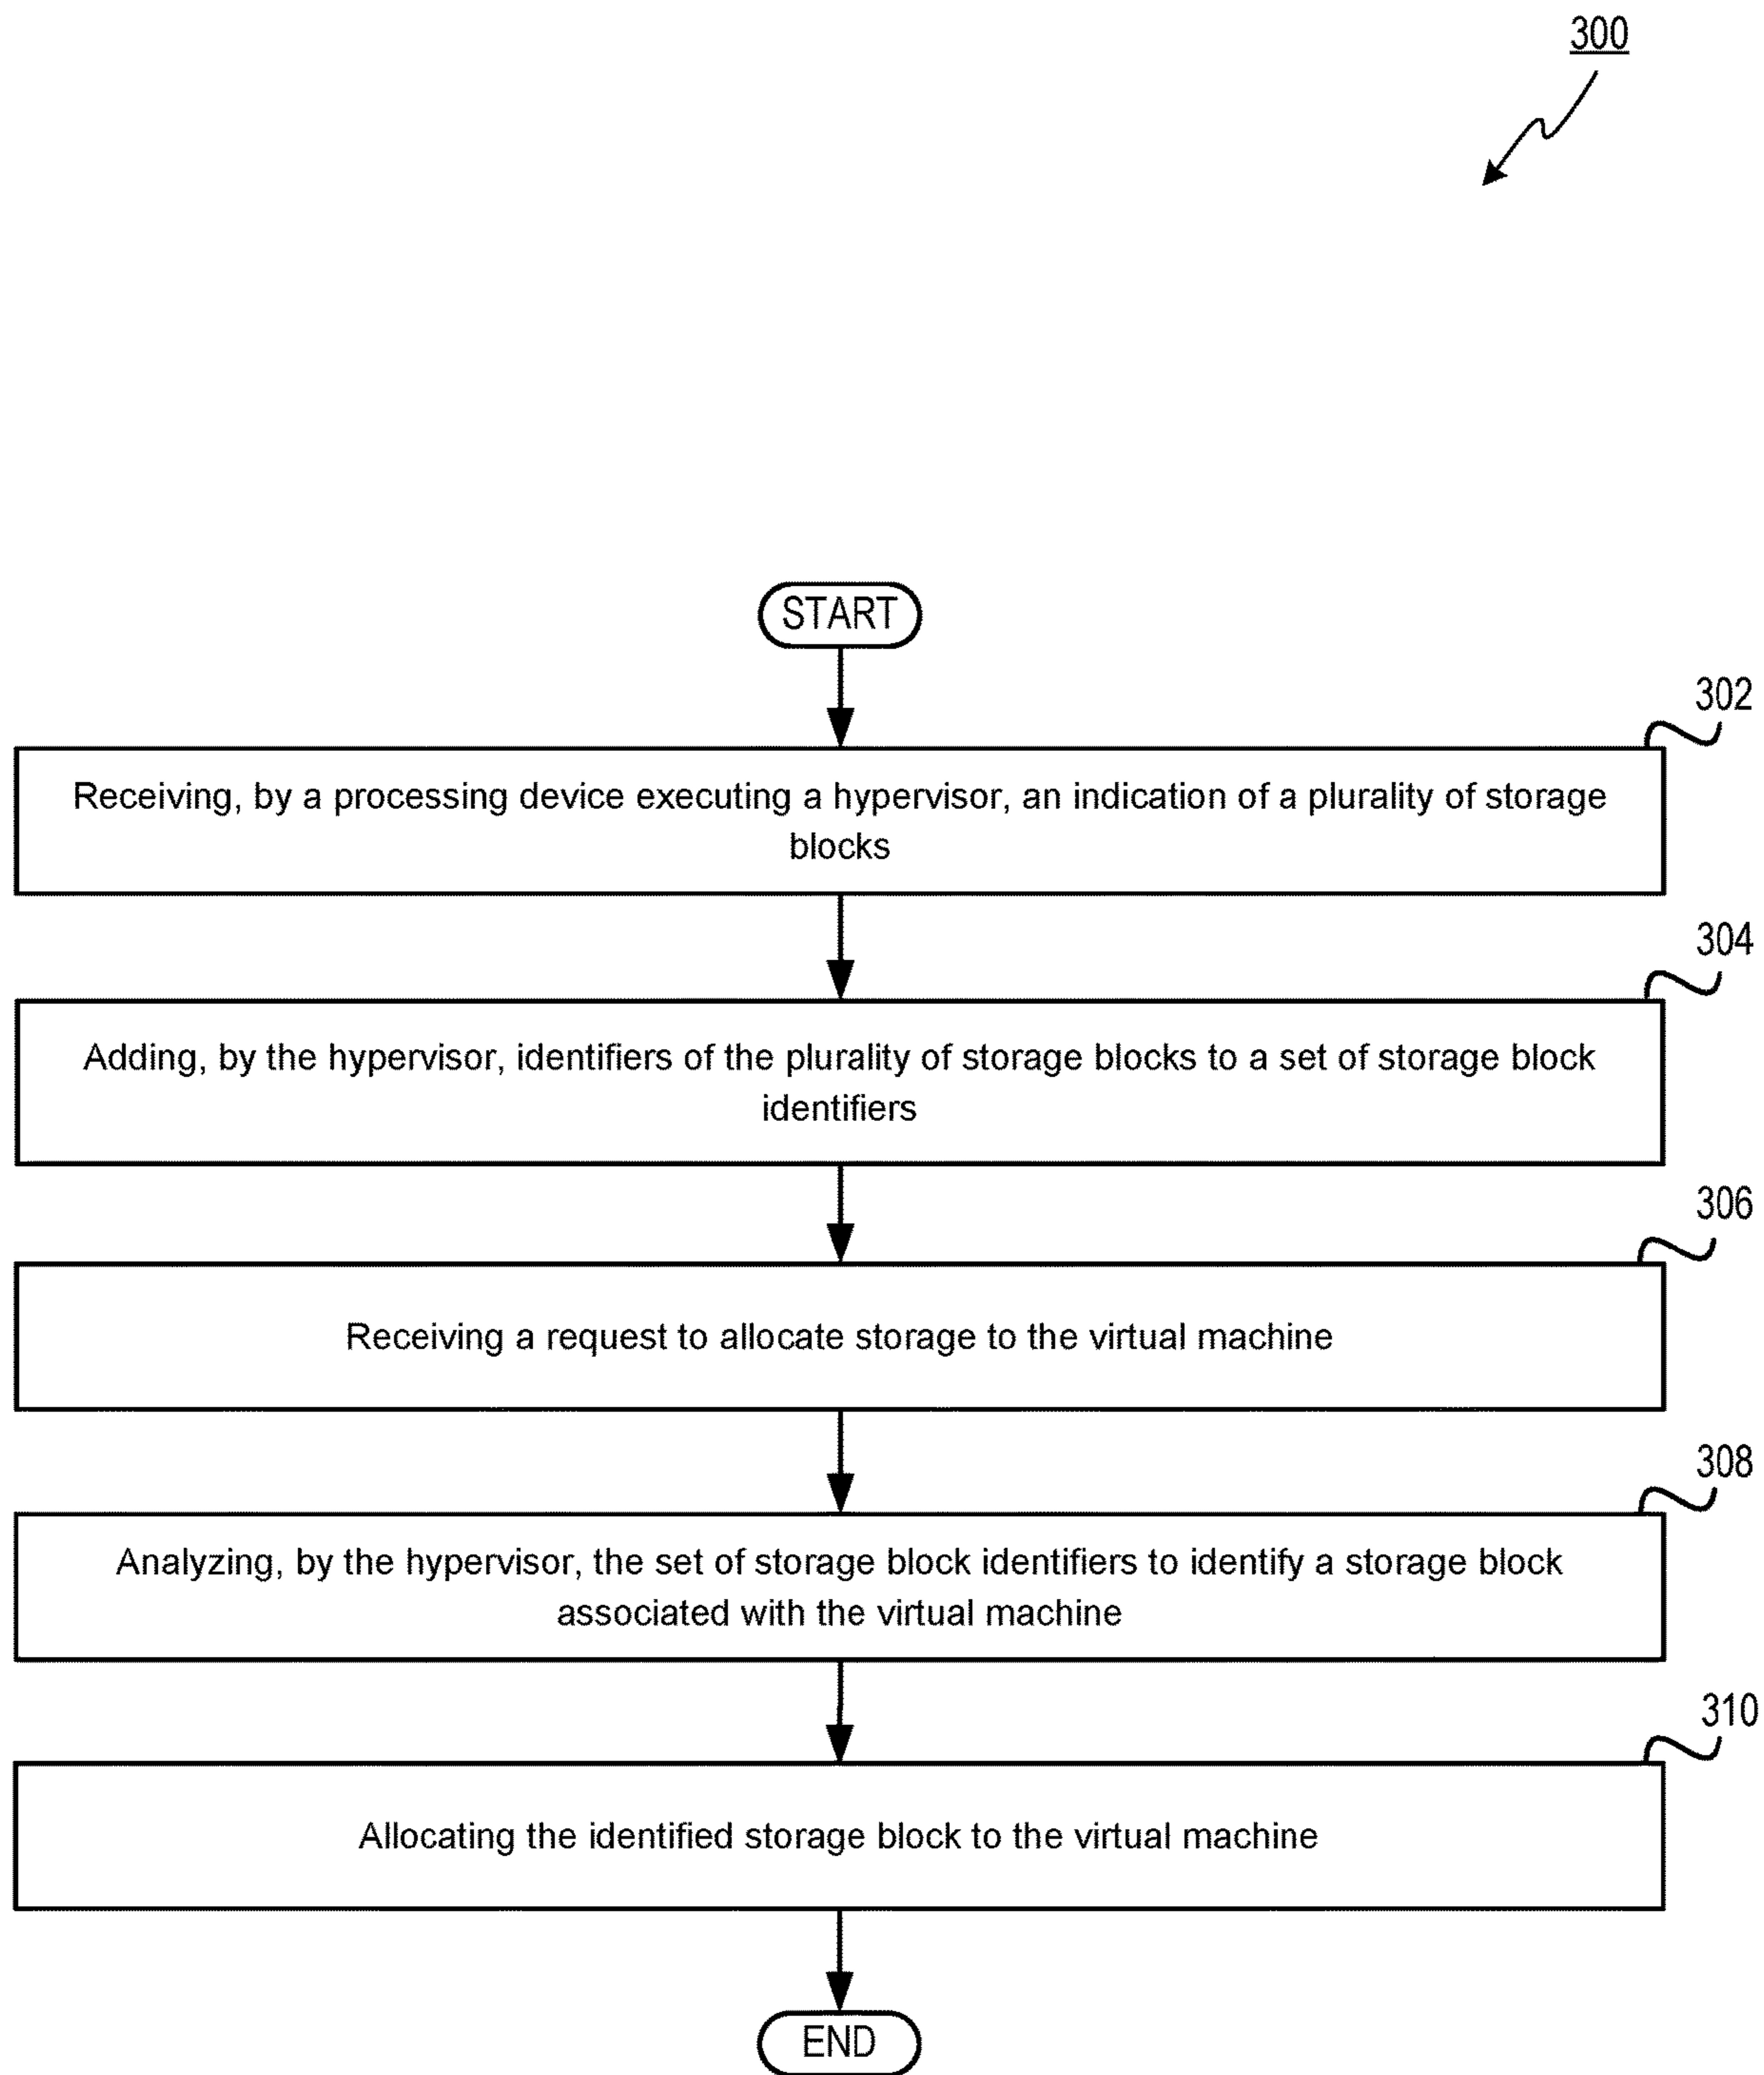 300
START
302
Receiving, by a processing device executing a hypervisor, an indication of a plurality of storage
blocks
304
Adding, by the hypervisor, identifiers of the plurality of storage blocks to a set of storage block
identifiers
306
Receiving a request to allocate storage to the virtual machine
308
Analyzing, by the hypervisor, the set of storage block identifiers to identify a storage block
associated with the virtual machine
310
Allocating the identified storage block to the virtual machine
END